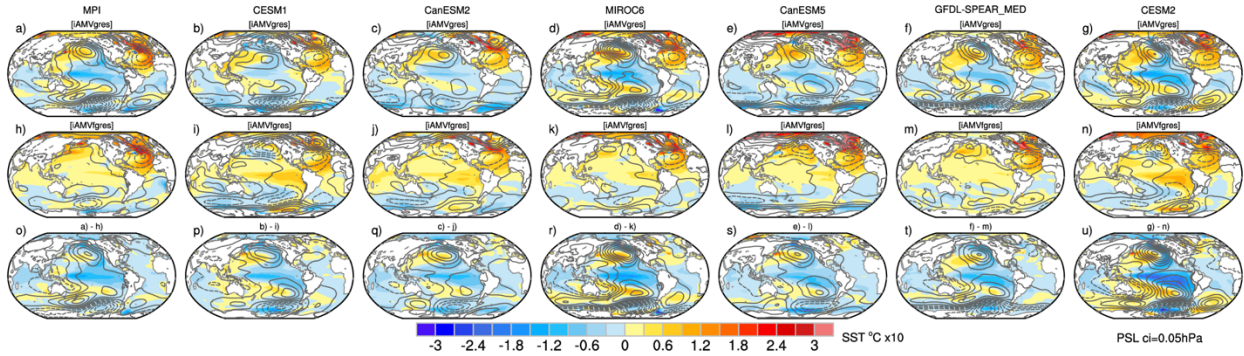 MPI CESM1 CanESM2 MIROC6 CanESM5 GFDL-SPEAR_MED CESM2
[iAMVgres] [iAMVgres] [iAMVgres] [iAMVgres] [iAMVgres] [iAMVgres] [iAMVgres]
a) b) c) d) e) f) g)
[iAMVfgres] [iAMVfgres] [iAMVfgres] [iAMVfgres] [iAMVfgres] [iAMVfgres] [iAMVfgres]
h) i) j) k) l) m) n)
a) - h) b) - i) c) - j) d) - k) e) - l) f) - m) g) - n)
o) p) q) r) s) t) u)
SST °C x10 PSL ci=0.05hPa
-3 -2.4 -1.8 -1.2 -0.6 0 0.6 1.2 1.8 2.4 3